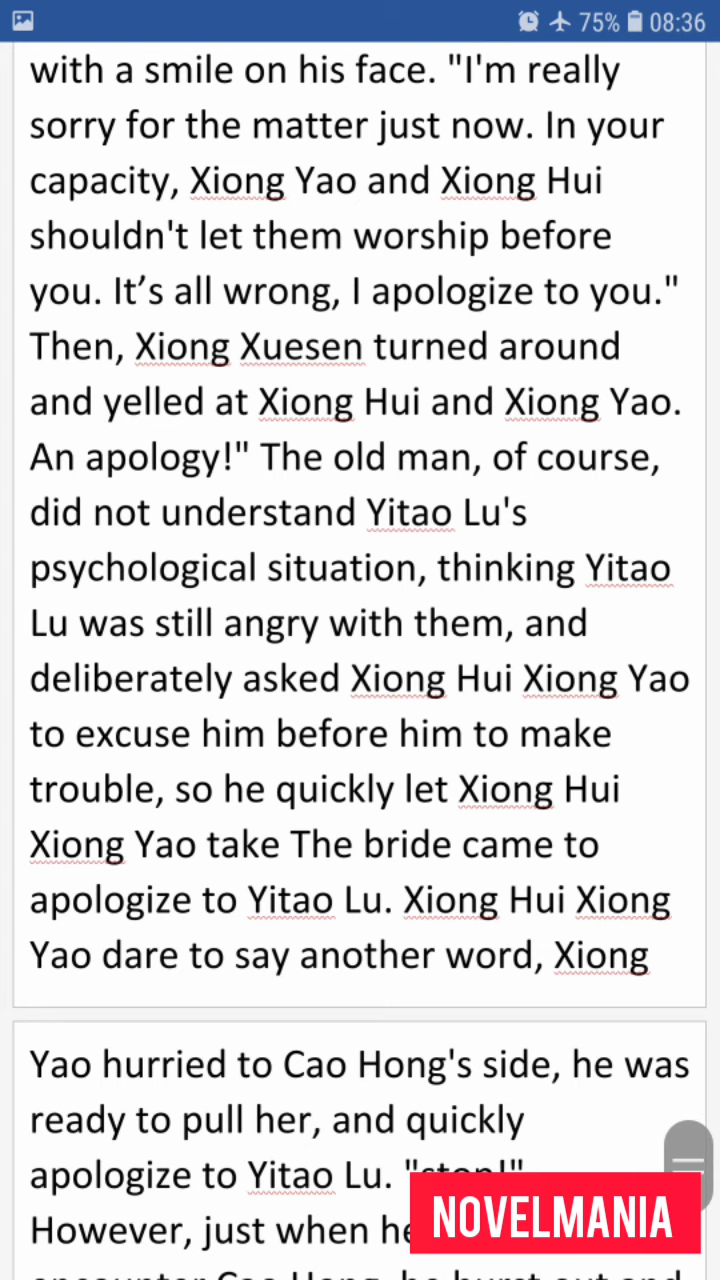 75% 08:36
with a smile on his face. "I'm really
sorry for the matter just now. In your
capacity, Xiong Yao and Xiong Hui
shouldn't let them worship before
you. It’s all wrong, I apologize to you."
Then, Xiong Xuesen turned around
and yelled at Xiong Hui and Xiong Yao.
An apology!" The old man, of course,
did not understand Yitao Lu's
psychological situation, thinking Yitao
Lu was still angry with them, and
deliberately asked Xiong Hui Xiong Yao
to excuse him before him to make
trouble, so he quickly let Xiong Hui
Xiong Yao take The bride came to
apologize to Yitao Lu. Xiong Hui Xiong
Yao dare to say another word, Xiong
Yao hurried to Cao Hong's side, he was
ready to pull her, and quickly
apologize to Yitao Lu. "stop!"
However, just when he
NOVELMANIA